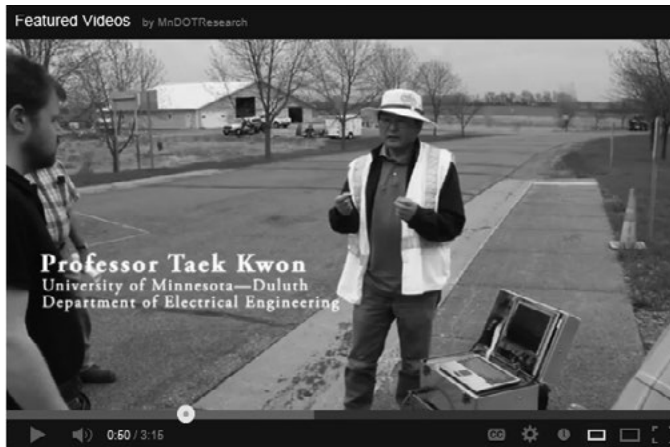 Featured Videos by MnDOTResearch
Professor Taek Kwon
University of Minnesota—Duluth
Department of Electrical Engineering
0:50 / 3:15
CC